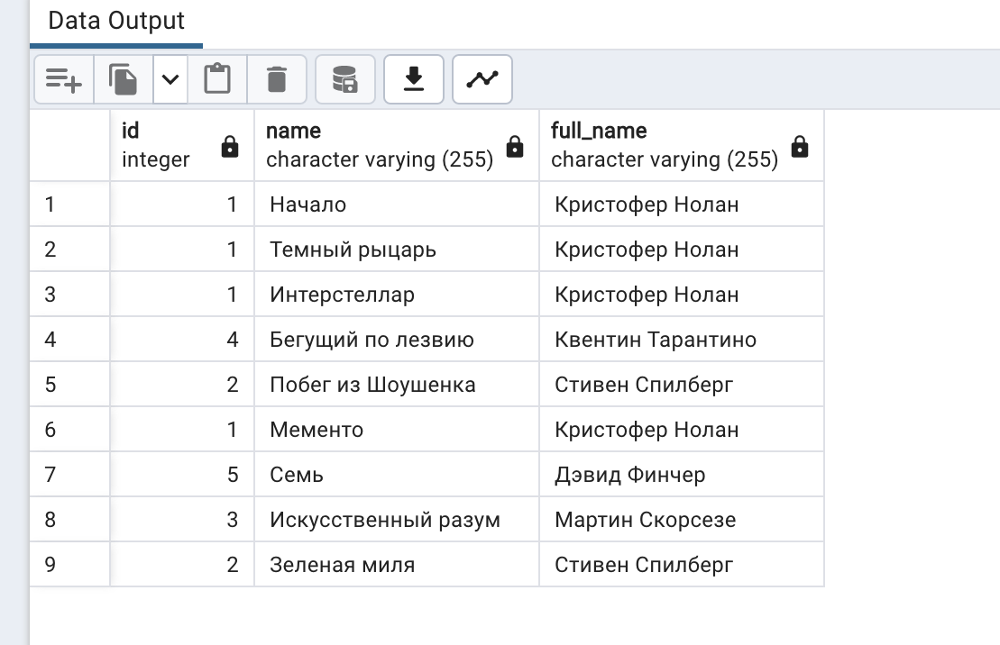 Data Output
id name full_name
integer character varying (255) character varying (255)
1 1 Начало Кристофер Нолан
2 1 Темный рыцарь Кристофер Нолан
3 1 Интерстеллар Кристофер Нолан
4 4 Бегущий по лезвию Квентин Тарантино
5 2 Побег из Шоушенка Стивен Спилберг
6 1 Мементо Кристофер Нолан
7 5 Семь Дэвид Финчер
8 3 Искусственный разум Мартин Скорсезе
9 2 Зеленая миля Стивен Спилберг